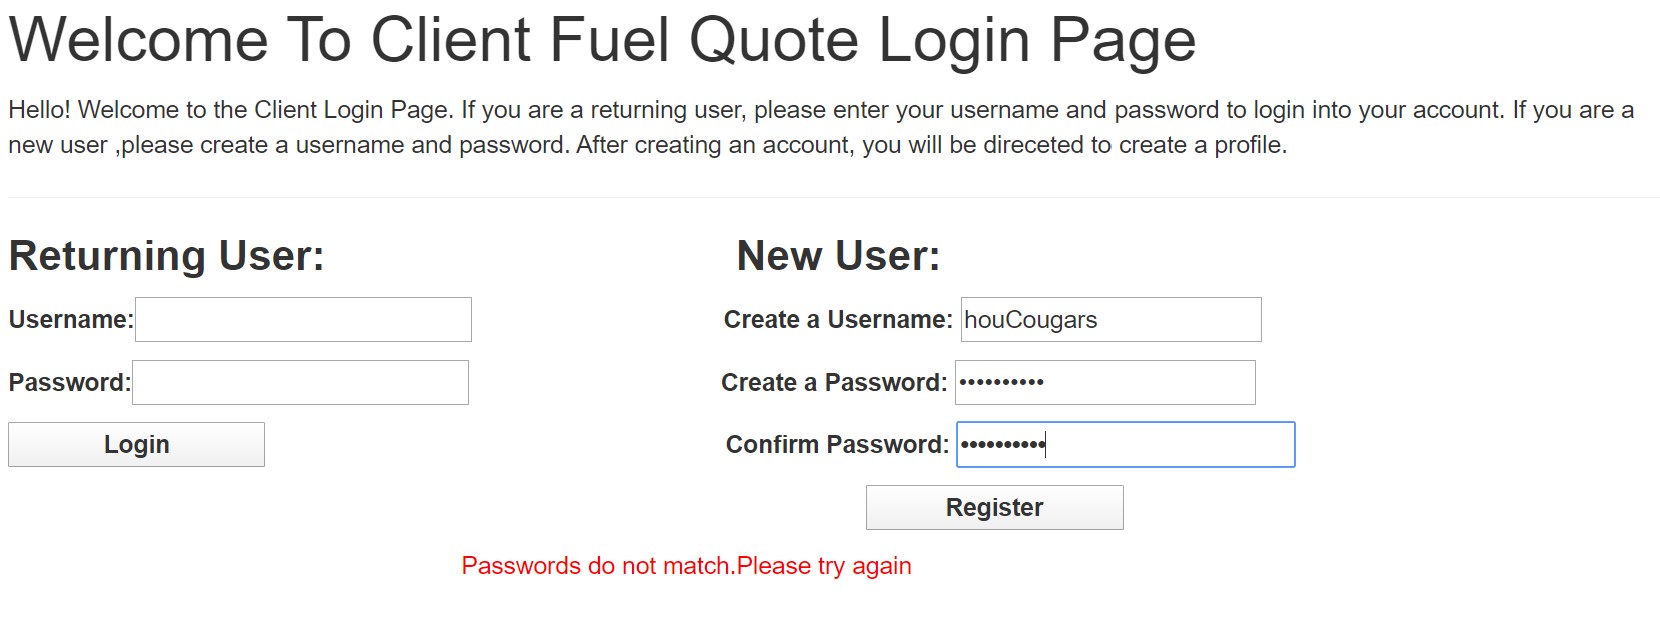 Welcome To Client Fuel Quote Login Page
Hello! Welcome to the Client Login Page. If you are a returning user, please enter your username and password to login into your account. If you are a
new user ,please create a username and password. After creating an account, you will be direceted to create a profile.
Returning User:
Username:
Password:
Login
New User:
Create a Username: houCougars
Create a Password: ••••••••••
Confirm Password: ••••••••••
Register
Passwords do not match.Please try again